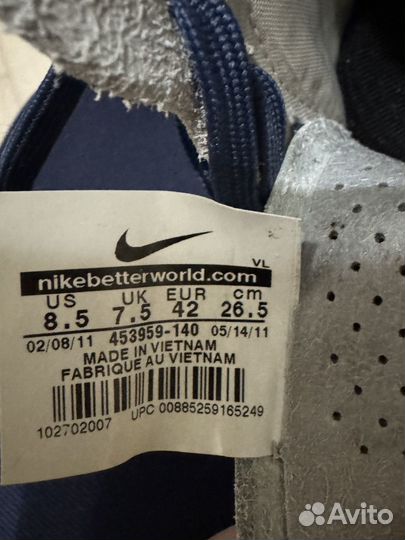 VL
nikebetterworld.com
US UK EUR cm
8.5 7.5 42 26.5
02/08/11 453959-140 05/14/11
MADE IN VIETNAM
FABRIQUE AU VIETNAM
UPC 00885259165249
102702007
Avito